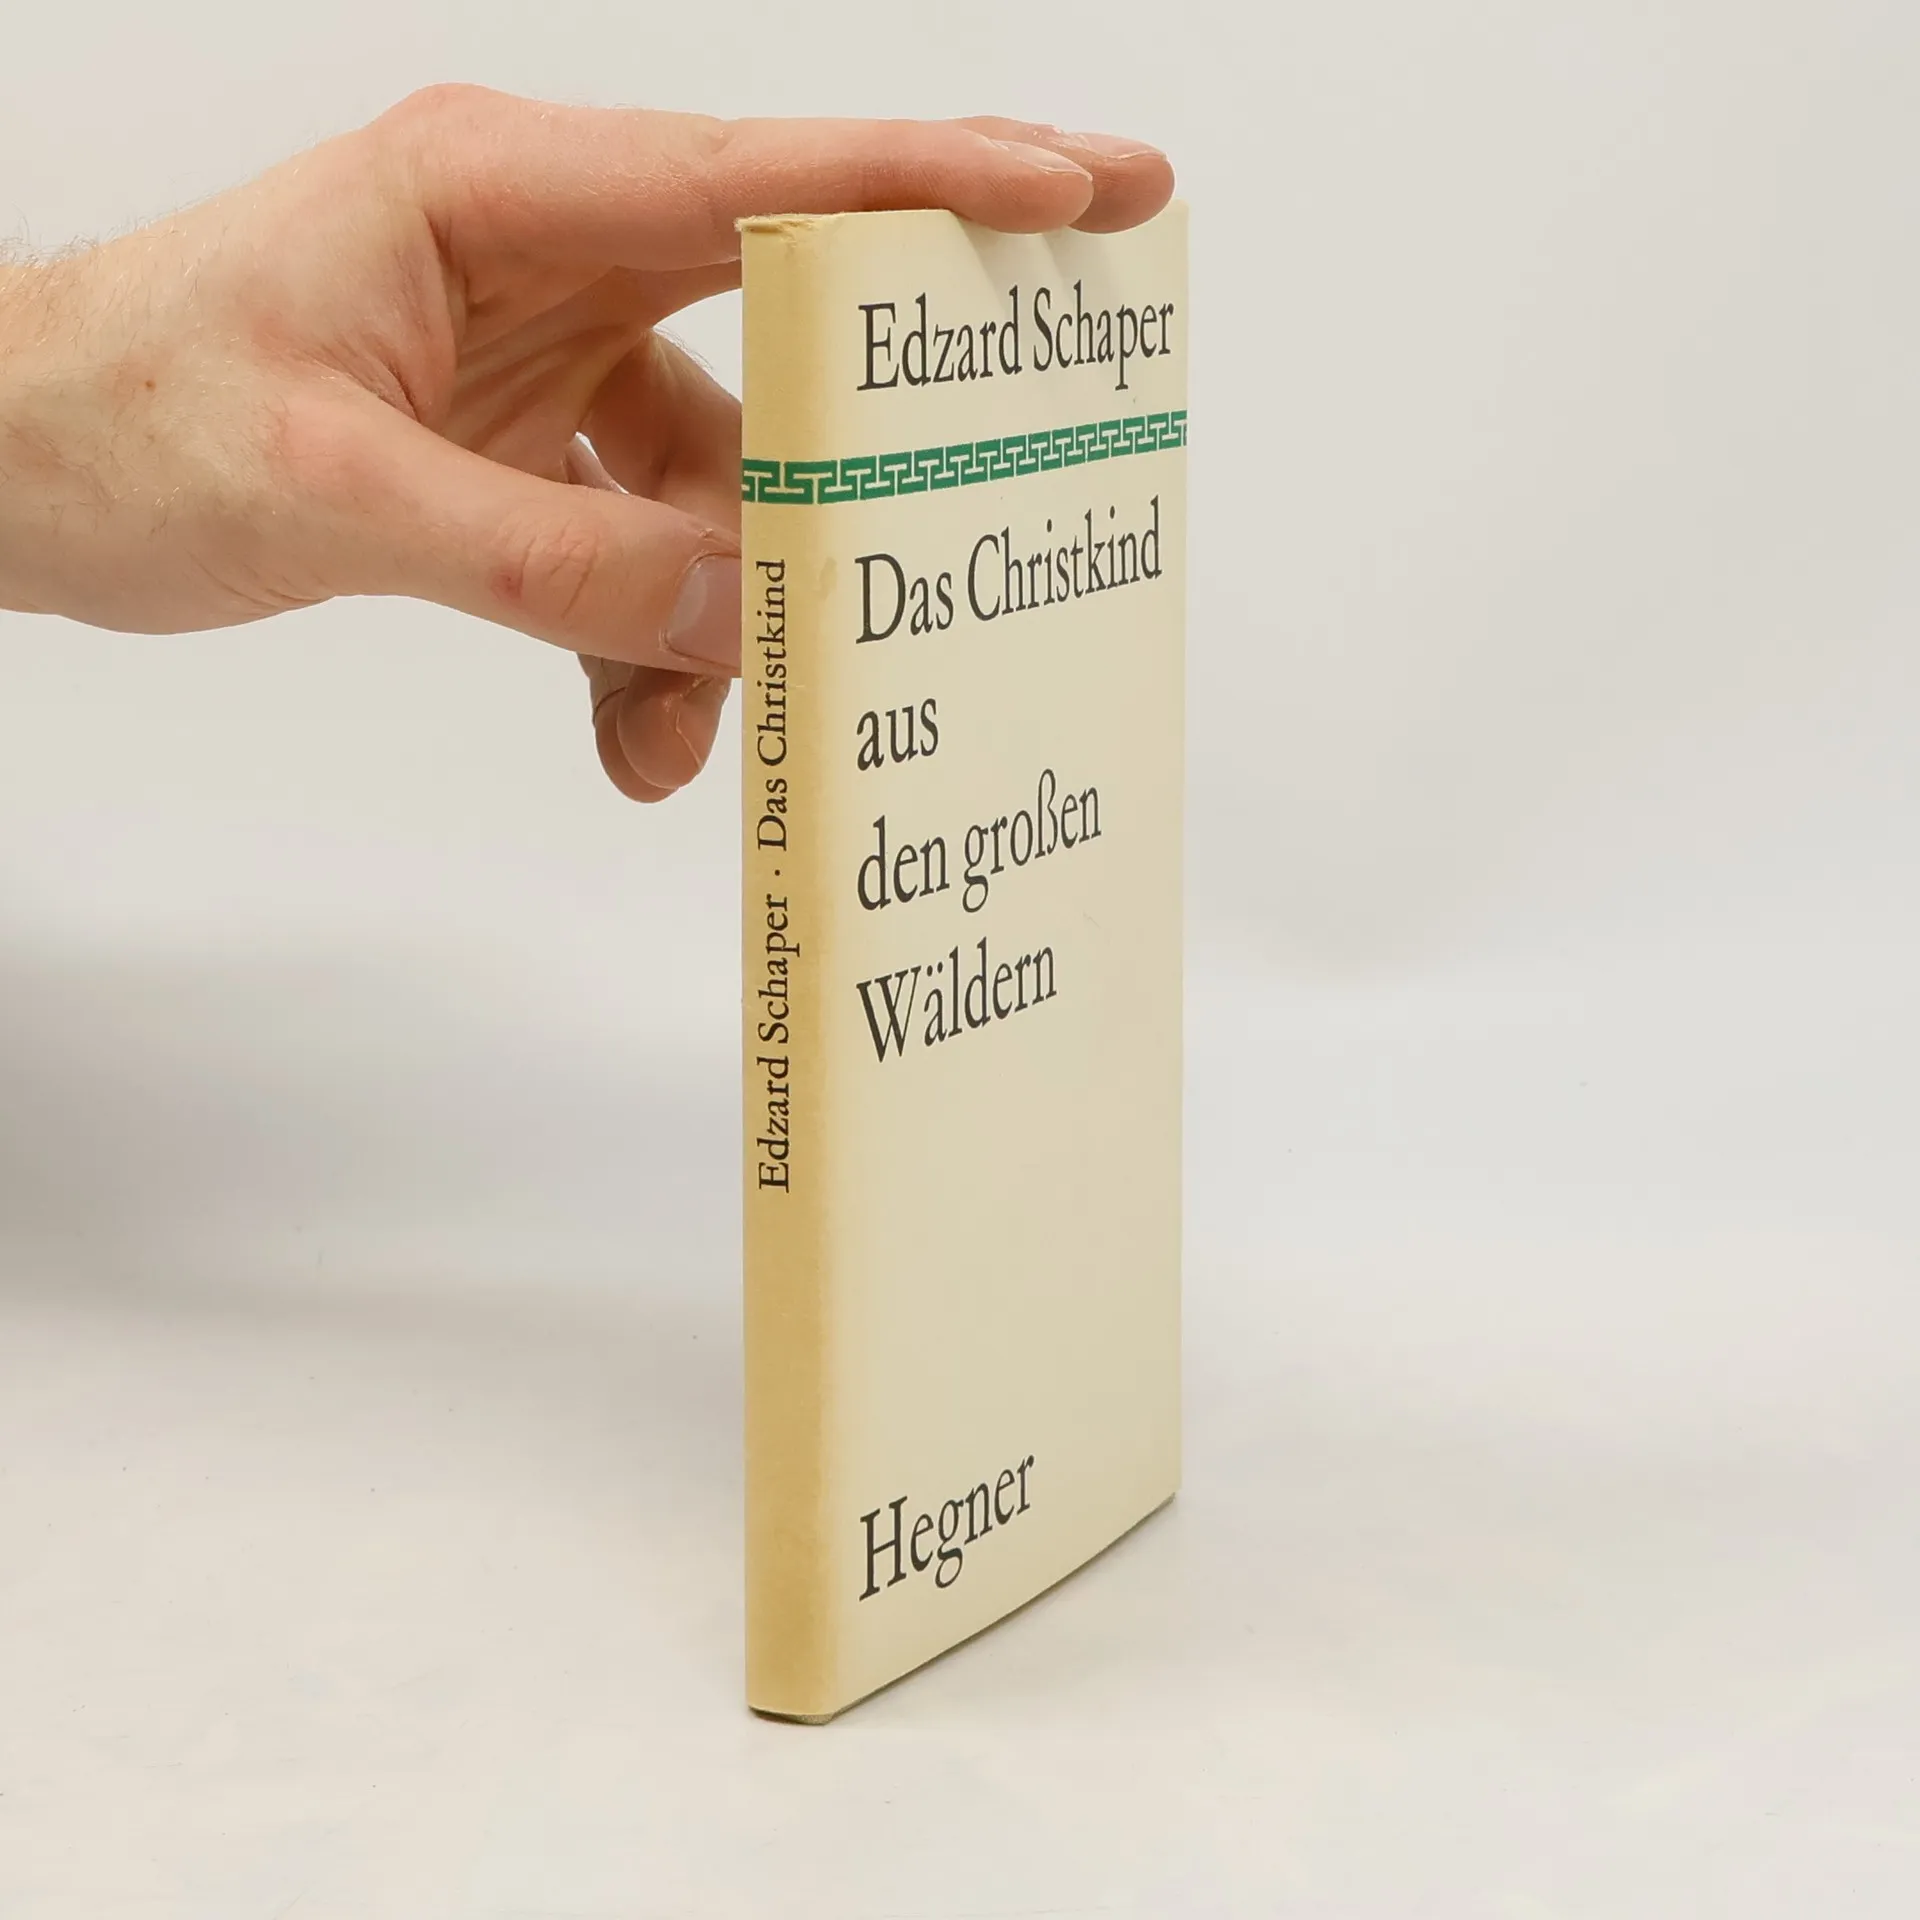 Edzard Schaper
Das Christkind
aus
den großen
Wäldern
Hegner
Edzard Schaper · Das Christkind